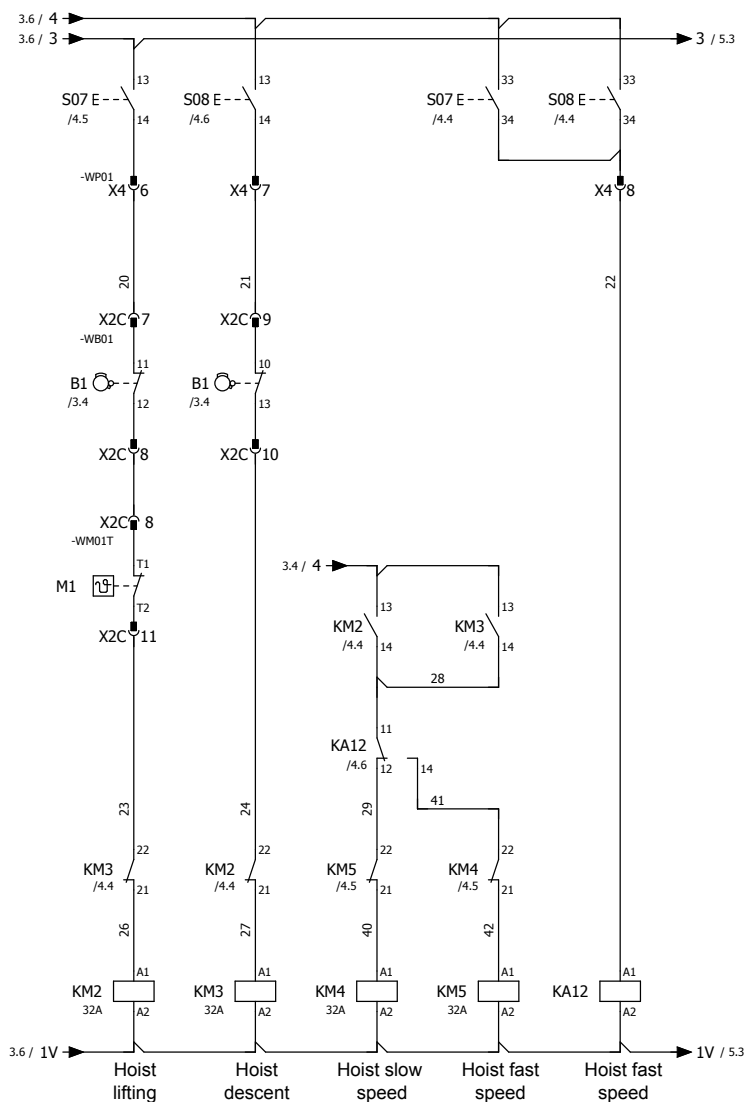 3.6 / 4
3.6 / 3 3 / 5.3
13 13 33 33
S07 S08 S07 S08
/4.5 14 /4.6 14 /4.4 34 /4.4 34
-WP01
X4 6 X4 7 X4 8
20 21 22
X2C 7 X2C 9
-WB01
11 10
B1 B1
/3.4 12 /3.4 13
X2C 8 X2C 10
X2C 8
-WM01T
T1 3.4 / 4
M1
T2 13 13
KM2 KM3
X2C 11 /4.4 14 /4.4 14
28
11
KA12
/4.6 12 14
23 24 29 41
22 22 22 22
KM3 KM2 KM5 KM4
/4.4 21 /4.4 21 /4.5 21 /4.5 21
26 27 40 42
A1 A1 A1 A1 A1
KM2 KM3 KM4 KM5 KA12
32A A2 32A A2 32A A2 32A A2 A2
3.6 / 1V 1V / 5.3
Hoist Hoist Hoist slow Hoist fast Hoist fast
lifting descent speed speed speed